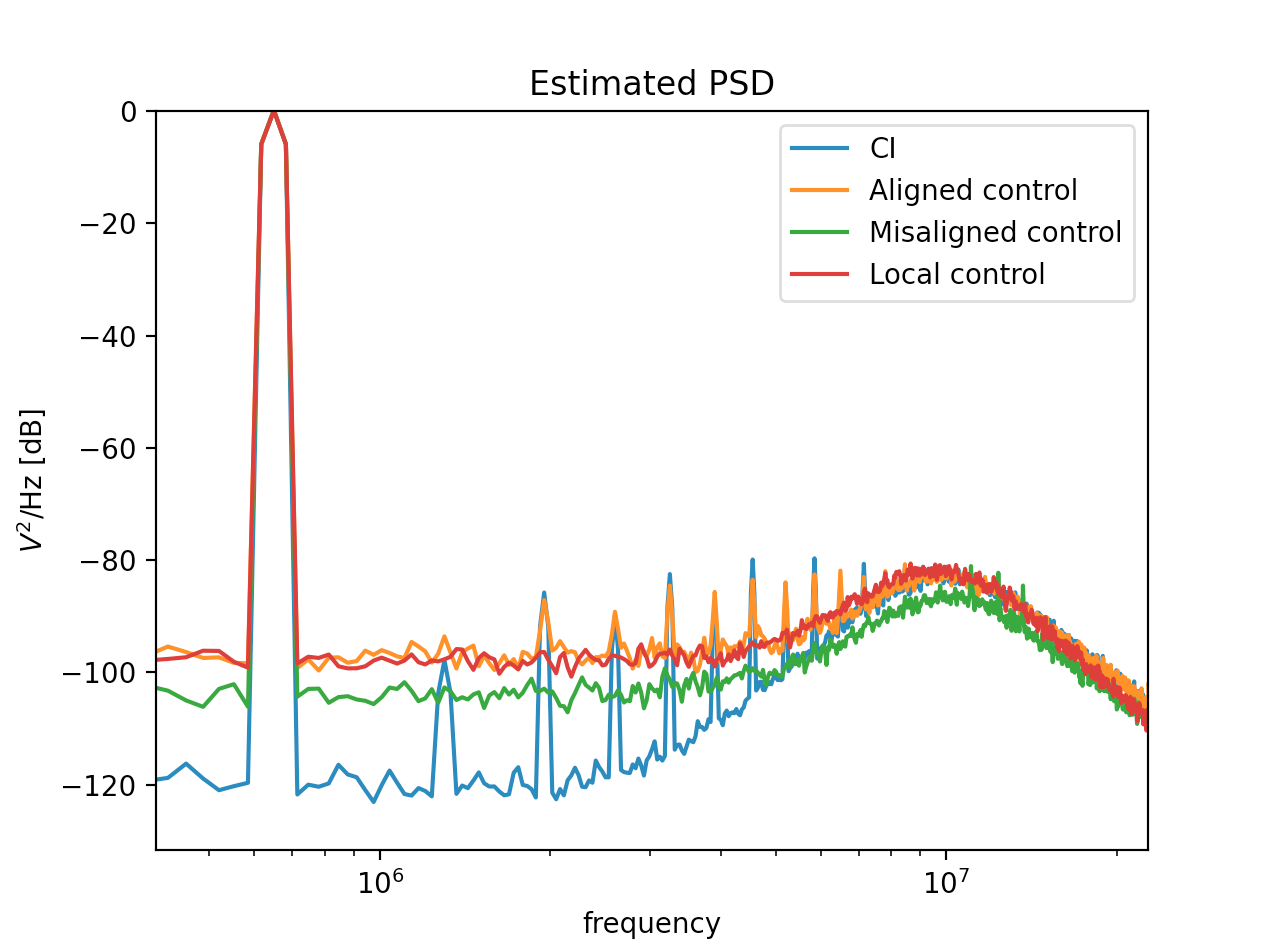 Estimated PSD
CI
Aligned control
Misaligned control
Local control
V²/Hz [dB]
0
−20
−40
−60
−80
−100
−120
10⁶
10⁷
frequency